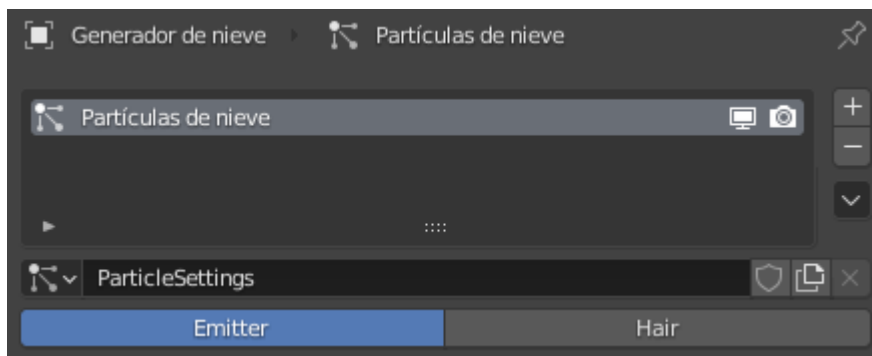 Generador de nieve Partículas de nieve
Partículas de nieve
ParticleSettings
Emitter Hair